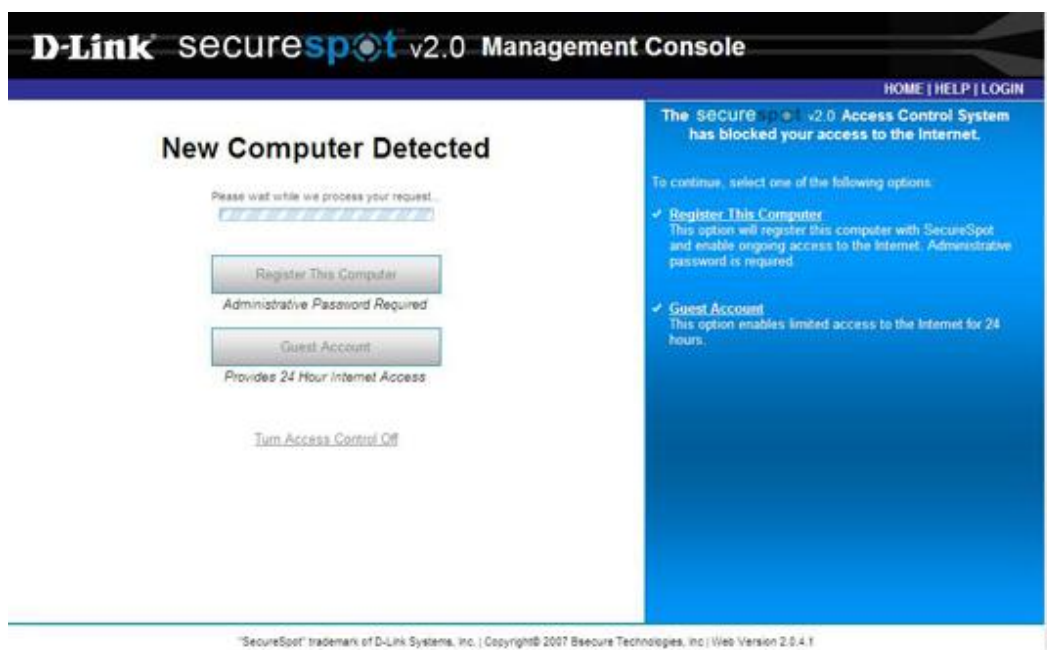 D-Link securespot v2.0 Management Console
HOME | HELP | LOGIN
New Computer Detected
Please wait while we process your request...
Register This Computer
Administrative Password Required
Guest Account
Provides 24 Hour Internet Access
Turn Access Control Off
The securespot v2.0 Access Control System
has blocked your access to the Internet.
To continue, select one of the following options:
Register This Computer
This option will register this computer with SecureSpot
and enable ongoing access to the Internet. Administrative
password is required.
Guest Account
This option enables limited access to the Internet for 24
hours.
"SecureSpot" trademark of D-Link Systems, Inc. | Copyright© 2007 Bsecure Technologies, Inc | Web Version 2.0.4.1